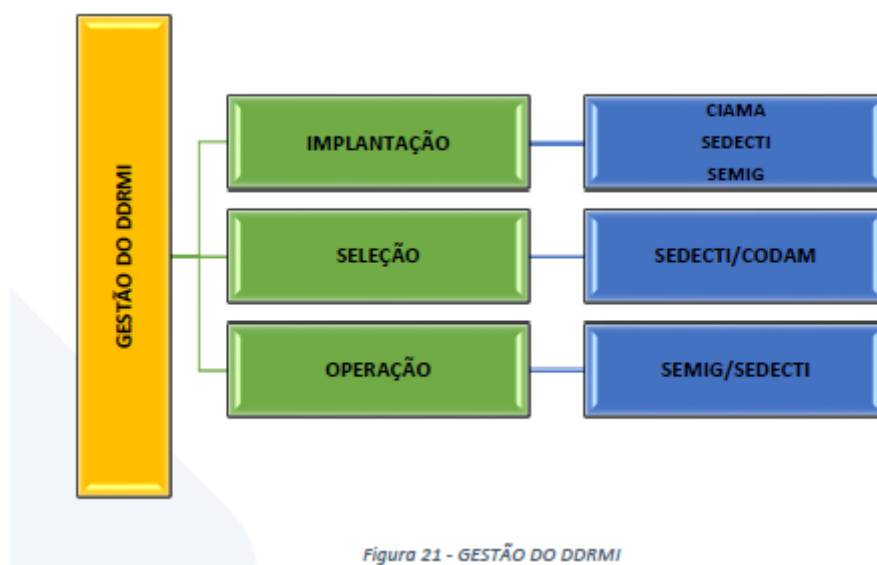 GESTÃO DO DDRMI
IMPLANTAÇÃO
CIAMA
SEDECTI
SEMIG
SELEÇÃO
SEDECTI/CODAM
OPERAÇÃO
SEMIG/SEDECTI
Figura 21 - GESTÃO DO DDRMI